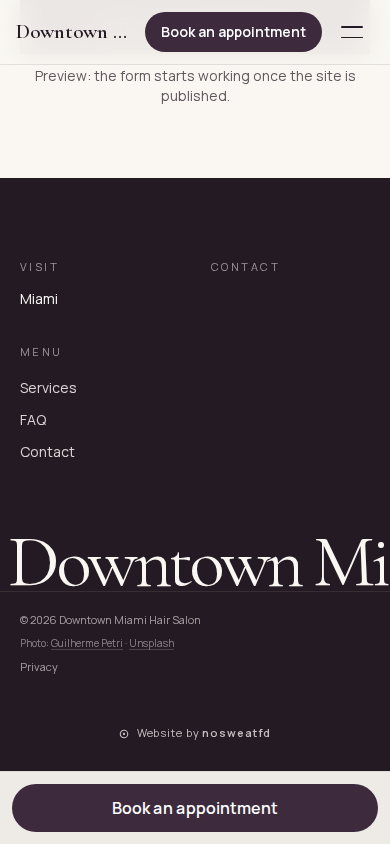 Downtown ...
Book an appointment
Preview: the form starts working once the site is
published.
VISIT
CONTACT
Miami
MENU
Services
FAQ
Contact
Downtown Mi
© 2026 Downtown Miami Hair Salon
Photo: Guilherme Petri · Unsplash
Privacy
Website by nosweatfd
Book an appointment